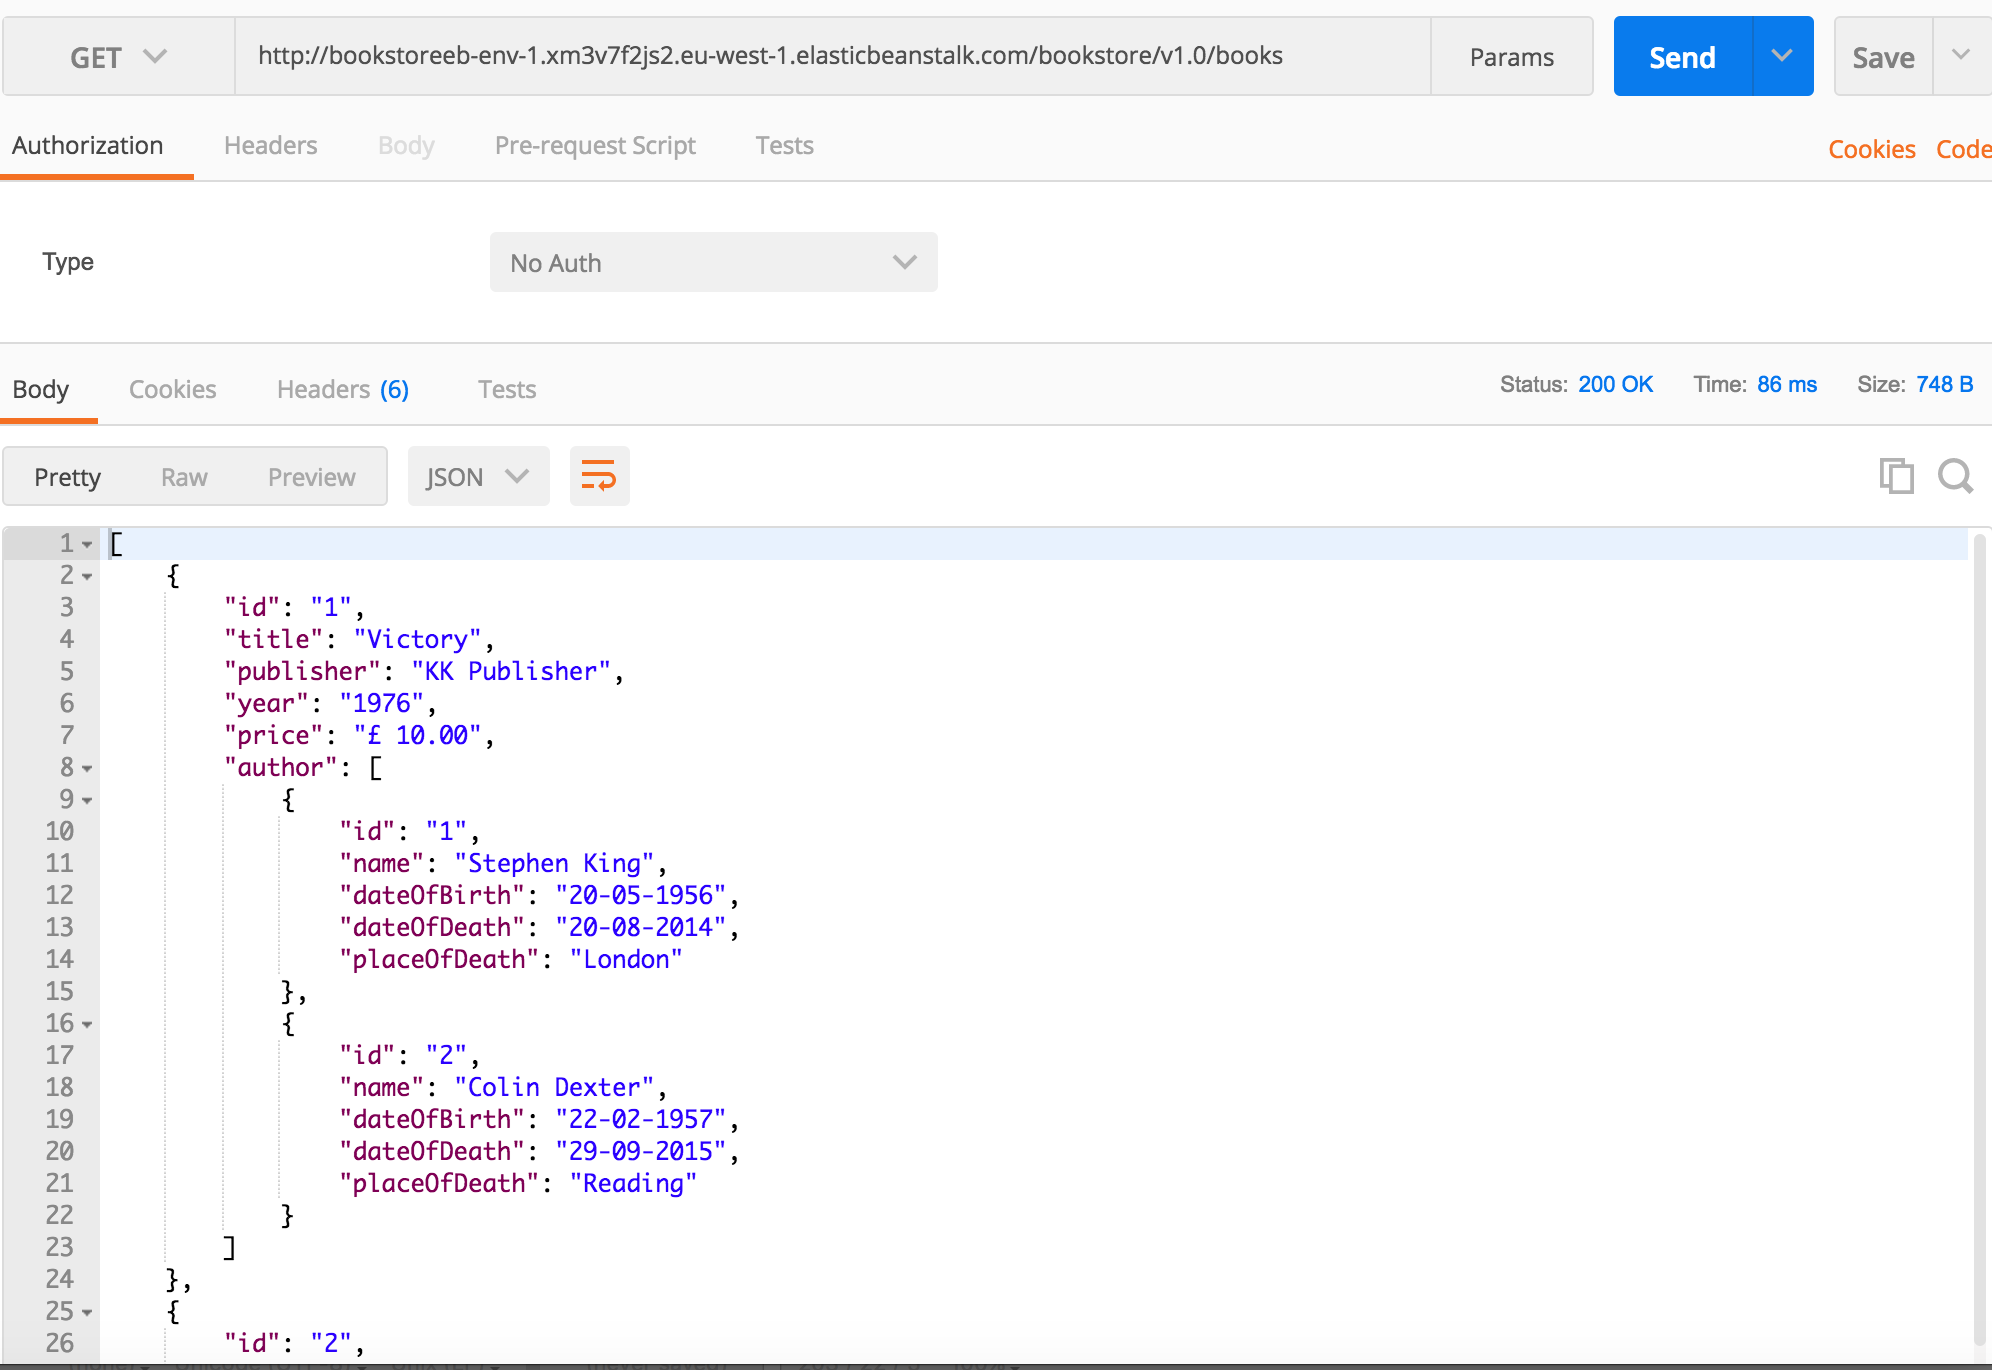 GET http://bookstoreeb-env-1.xm3v7f2js2.eu-west-1.elasticbeanstalk.com/bookstore/v1.0/books Params Send Save
Authorization Headers Body Pre-request Script Tests Cookies Code
Type No Auth
Body Cookies Headers (6) Tests Status: 200 OK Time: 86 ms Size: 748 B
Pretty Raw Preview JSON
1 [
2 {
3 "id": "1",
4 "title": "Victory",
5 "publisher": "KK Publisher",
6 "year": "1976",
7 "price": "£ 10.00",
8 "author": [
9 {
10 "id": "1",
11 "name": "Stephen King",
12 "dateOfBirth": "20-05-1956",
13 "dateOfDeath": "20-08-2014",
14 "placeOfDeath": "London"
15 },
16 {
17 "id": "2",
18 "name": "Colin Dexter",
19 "dateOfBirth": "22-02-1957",
20 "dateOfDeath": "29-09-2015",
21 "placeOfDeath": "Reading"
22 }
23 ]
24 },
25 {
26 "id": "2",